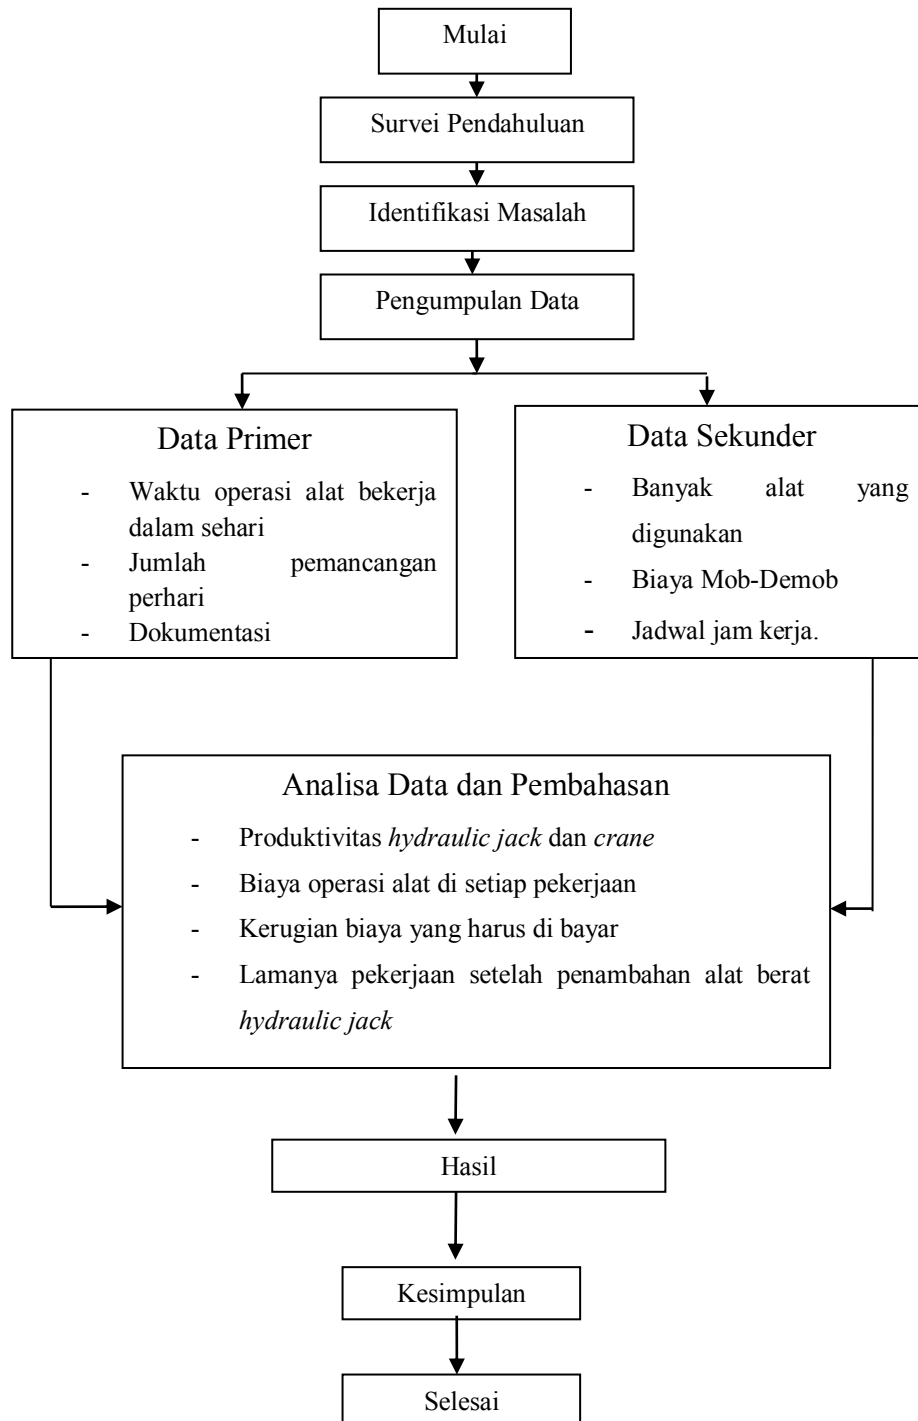 Mulai
Survei Pendahuluan
Identifikasi Masalah
Pengumpulan Data
Data Primer
- Waktu operasi alat bekerja
dalam sehari
- Jumlah pemancangan
perhari
- Dokumentasi
Data Sekunder
- Banyak alat yang
digunakan
- Biaya Mob-Demob
- Jadwal jam kerja.
Analisa Data dan Pembahasan
- Produktivitas hydraulic jack dan crane
- Biaya operasi alat di setiap pekerjaan
- Kerugian biaya yang harus di bayar
- Lamanya pekerjaan setelah penambahan alat berat
hydraulic jack
Hasil
Kesimpulan
Selesai